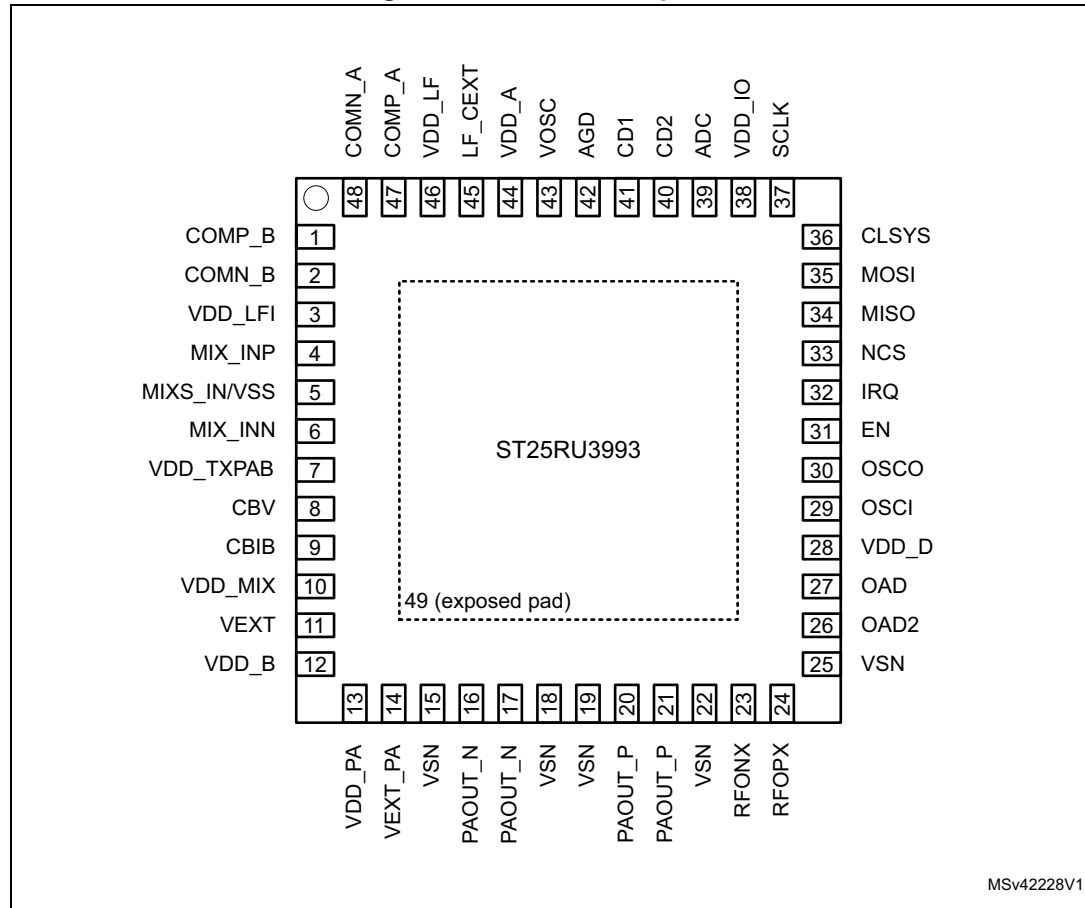 COMN_A
COMP_A
VDD_LF
LF_CEXT
VDD_A
VOSC
AGD
CD1
CD2
ADC
VDD_IO
SCLK
48
47
46
45
44
43
42
41
40
39
38
37
COMP_B 1
COMN_B 2
VDD_LFI 3
MIX_INP 4
MIXS_IN/VSS 5
MIX_INN 6
VDD_TXPAB 7
CBV 8
CBIB 9
VDD_MIX 10
VEXT 11
VDD_B 12
ST25RU3993
49 (exposed pad)
36 CLSYS
35 MOSI
34 MISO
33 NCS
32 IRQ
31 EN
30 OSCO
29 OSCI
28 VDD_D
27 OAD
26 OAD2
25 VSN
13
14
15
16
17
18
19
20
21
22
23
24
VDD_PA
VEXT_PA
VSN
PAOUT_N
PAOUT_N
VSN
VSN
PAOUT_P
PAOUT_P
VSN
RFONX
RFOPX
MSv42228V1